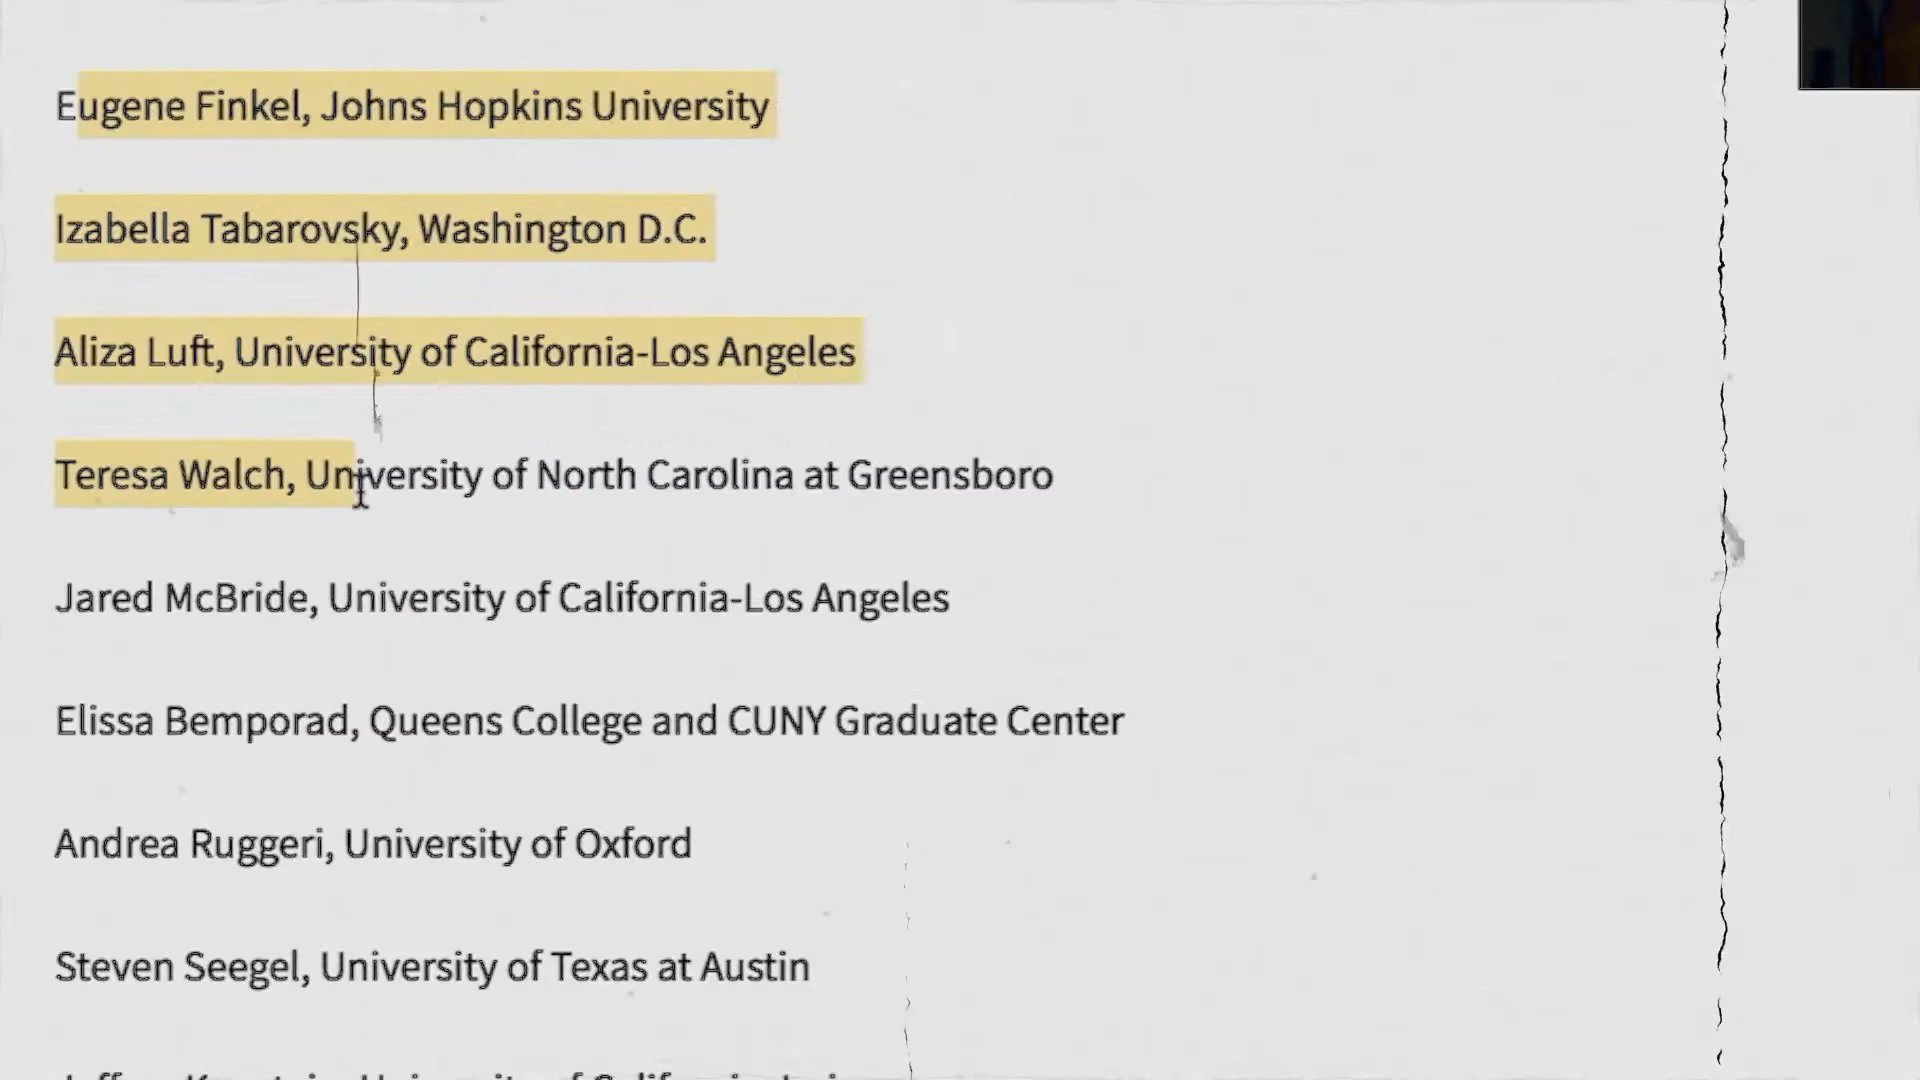 Eugene Finkel, Johns Hopkins University
Izabella Tabarovsky, Washington D.C.
Aliza Luft, University of California-Los Angeles
Teresa Walch, University of North Carolina at Greensboro
Jared McBride, University of California-Los Angeles
Elissa Bemporad, Queens College and CUNY Graduate Center
Andrea Ruggeri, University of Oxford
Steven Seegel, University of Texas at Austin